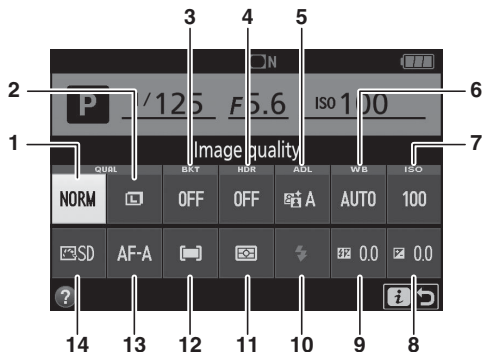 3 4 5
N
2 6
P 1/125 F5.6 ISO 100
1 Image quality 7
QUAL BKT HDR ADL WB ISO
NORM L OFF OFF A AUTO 100
SD AF-A 0.0 0.0
? i
14 13 12 11 10 9 8